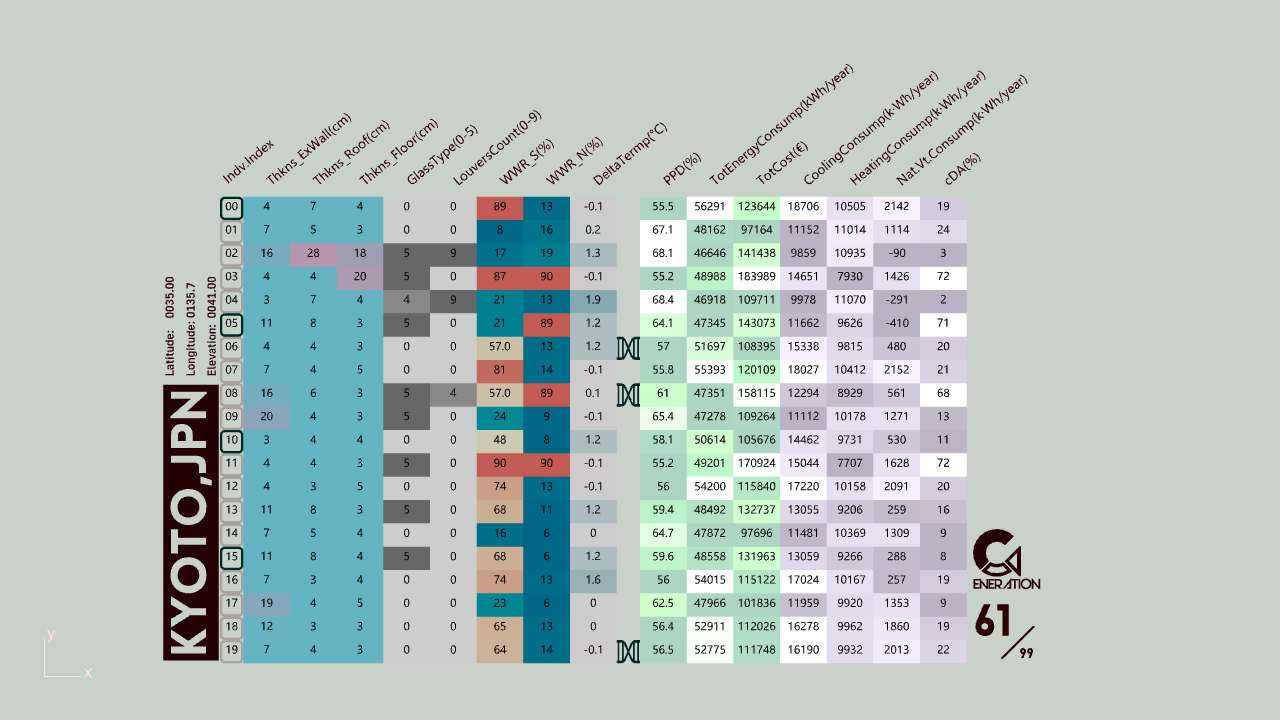 Indv.Index Thkns_ExWall(cm) Thkns_Roof(cm) Thkns_Floor(cm) GlassType(0-5) LouversCount(0-9) WWR_S(%) WWR_N(%) DeltaTermp(°C) PPD(%) TotEnergyConsump(kWh/year) TotCost(€) CoolingConsump(k·Wh/year) HeatingConsump(k·Wh/year) Nat.Vt.Consump(k·Wh/year) cDA(%)
00 4 7 4 0 0 89 13 -0.1 55.5 56291 123644 18706 10505 2142 19
01 7 5 3 0 0 8 16 0.2 67.1 48162 97164 11152 11014 1114 24
02 16 28 18 5 9 17 19 1.3 68.1 46646 141438 9859 10935 -90 3
03 4 4 20 5 0 87 90 -0.1 55.2 48988 183989 14651 7930 1426 72
04 3 7 4 4 9 21 13 1.9 68.4 46918 109711 9978 11070 -291 2
05 11 8 3 5 0 21 89 1.2 64.1 47345 143073 11662 9626 -410 71
06 4 4 3 0 0 57.0 13 1.2 57 51697 108395 15338 9815 480 20
07 7 4 5 0 0 81 14 -0.1 55.8 55393 120109 18027 10412 2152 21
08 16 6 3 5 4 57.0 89 0.1 61 47351 158115 12294 8929 561 68
09 20 4 3 5 0 24 9 -0.1 65.4 47278 109264 11112 10178 1271 13
10 3 4 4 0 0 48 8 1.2 58.1 50614 105676 14462 9731 530 11
11 4 4 3 5 0 90 90 -0.1 55.2 49201 170924 15044 7707 1628 72
12 4 3 5 0 0 74 13 -0.1 56 54200 115840 17220 10158 2091 20
13 11 8 3 5 0 68 11 1.2 59.4 48492 132737 13055 9206 259 16
14 7 5 4 0 0 16 6 0 64.7 47872 97696 11481 10369 1309 9
15 11 8 4 5 0 68 6 1.2 59.6 48558 131963 13059 9266 288 8
16 7 3 4 0 0 74 13 1.6 56 54015 115122 17024 10167 257 19
17 19 4 5 0 0 23 6 0 62.5 47966 101836 11959 9920 1353 9
18 12 3 3 0 0 65 13 0 56.4 52911 112026 16278 9962 1860 19
19 7 4 3 0 0 64 14 -0.1 56.5 52775 111748 16190 9932 2013 22
Latitude: 0035.00
Longitude: 0135.7
Elevation: 0041.00
KYOTO,JPN
GENERATION
61/99
y
x